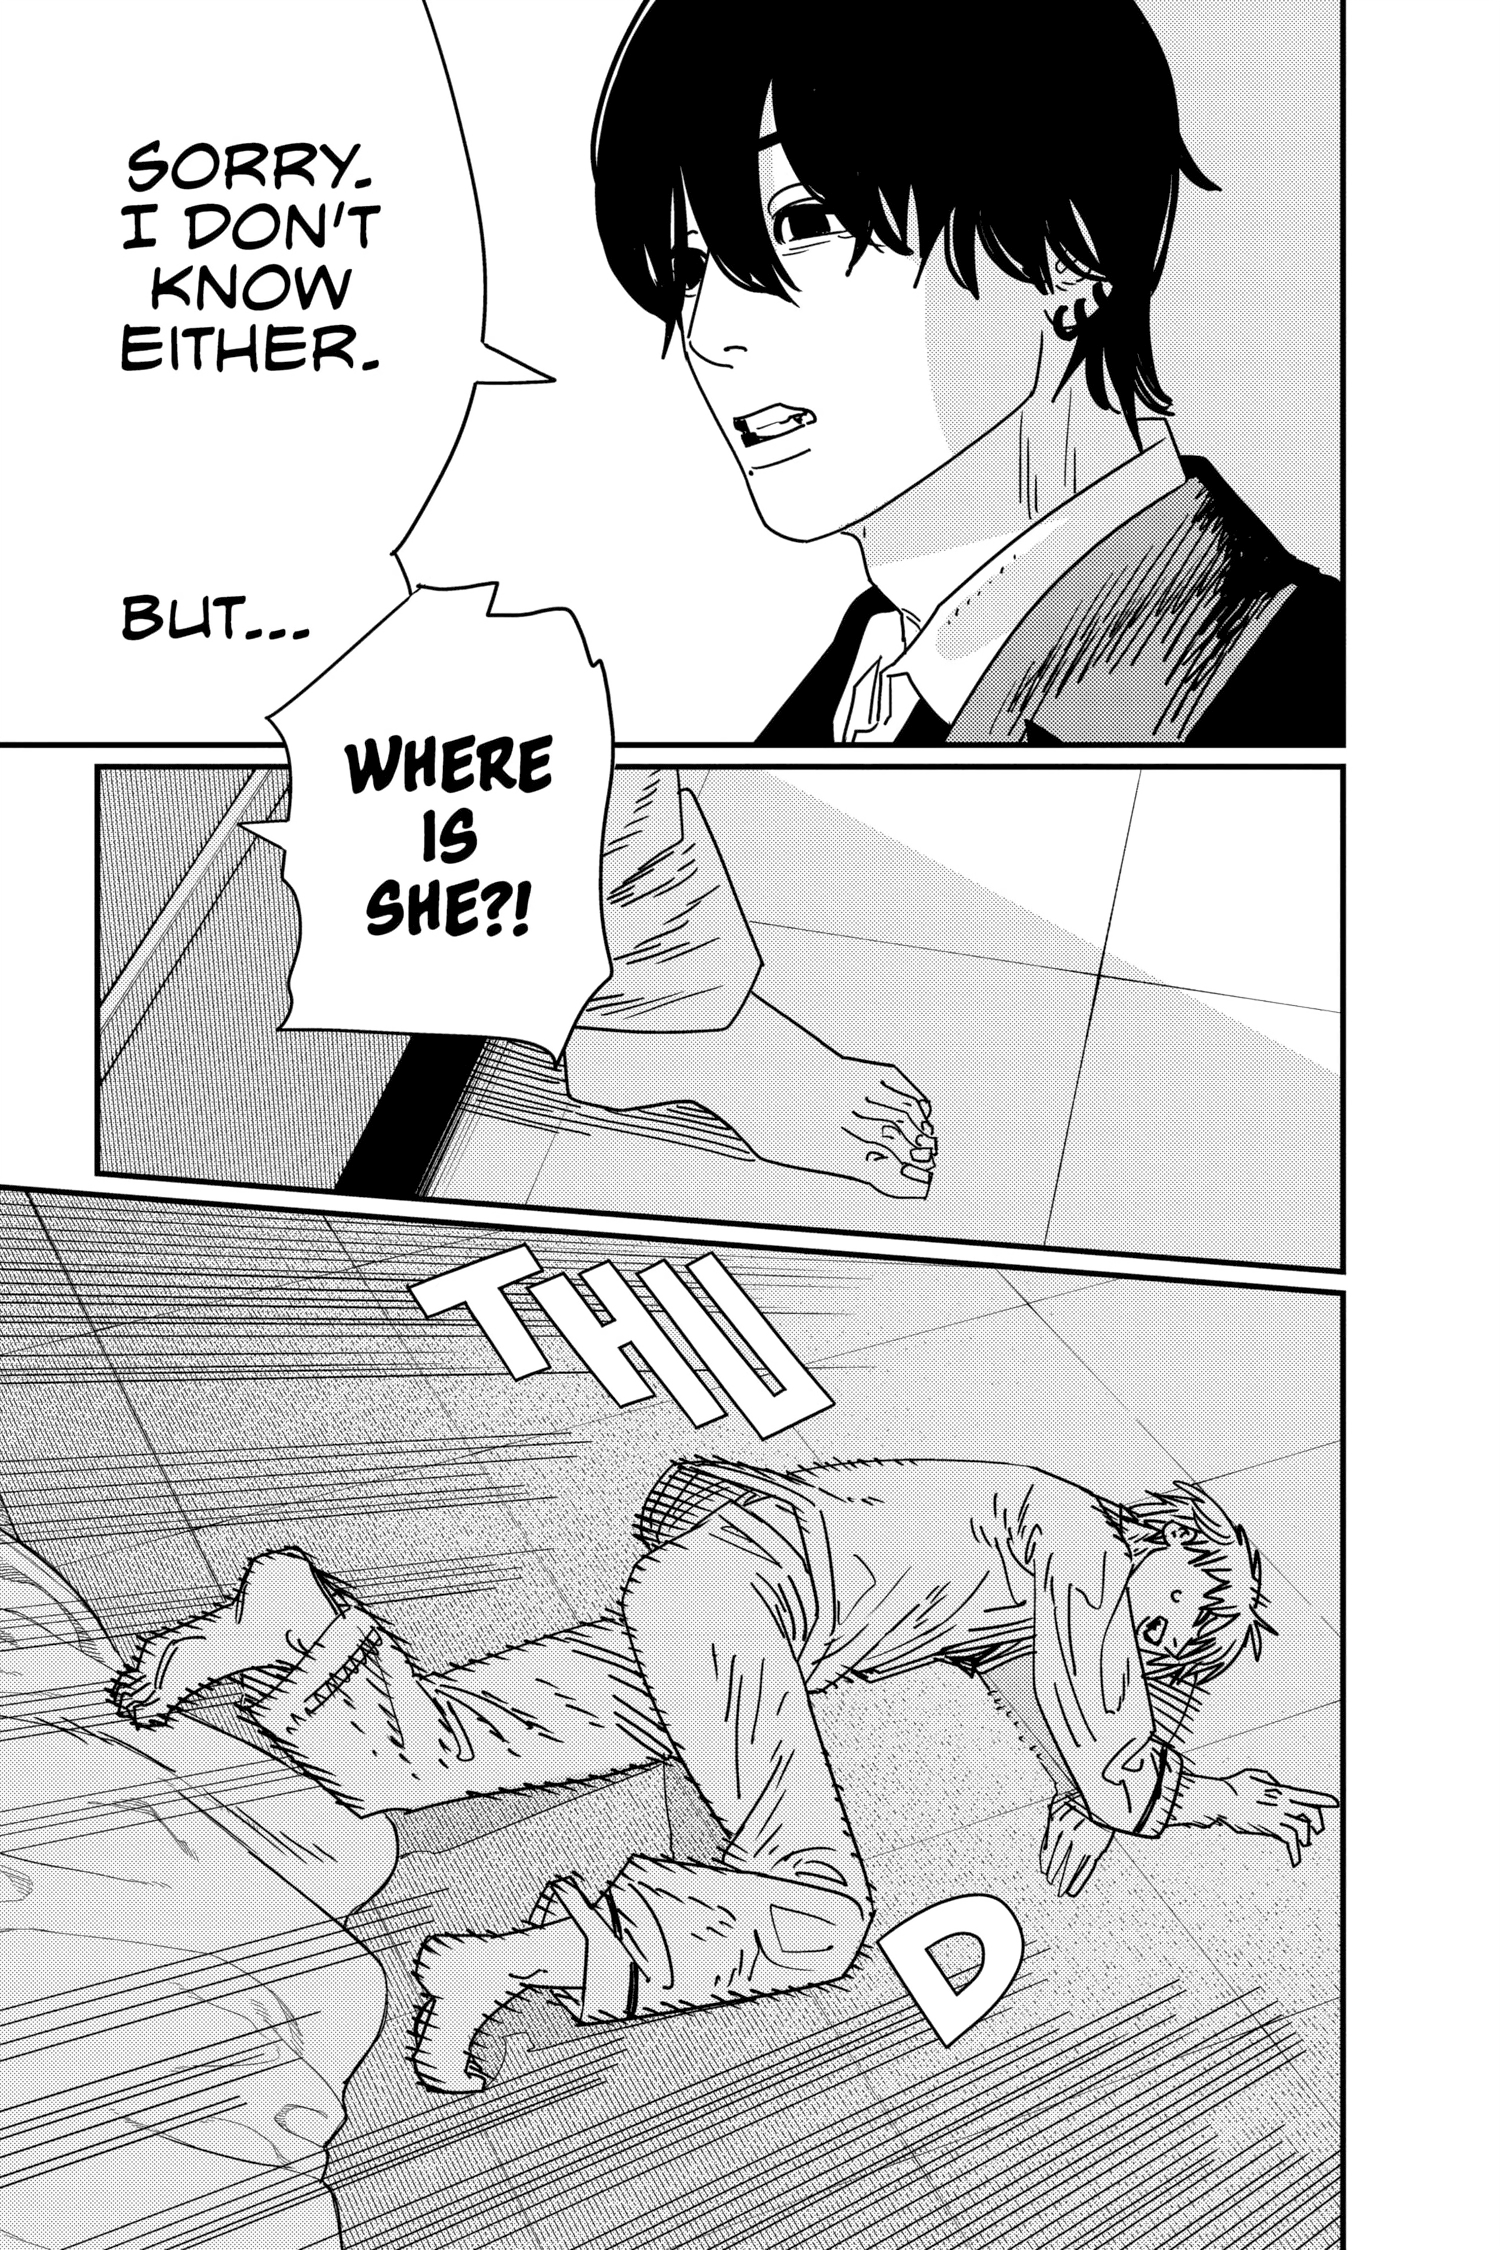 SORRY.
I DON'T
KNOW
EITHER.
BUT...
WHERE
IS
SHE?!
THUD